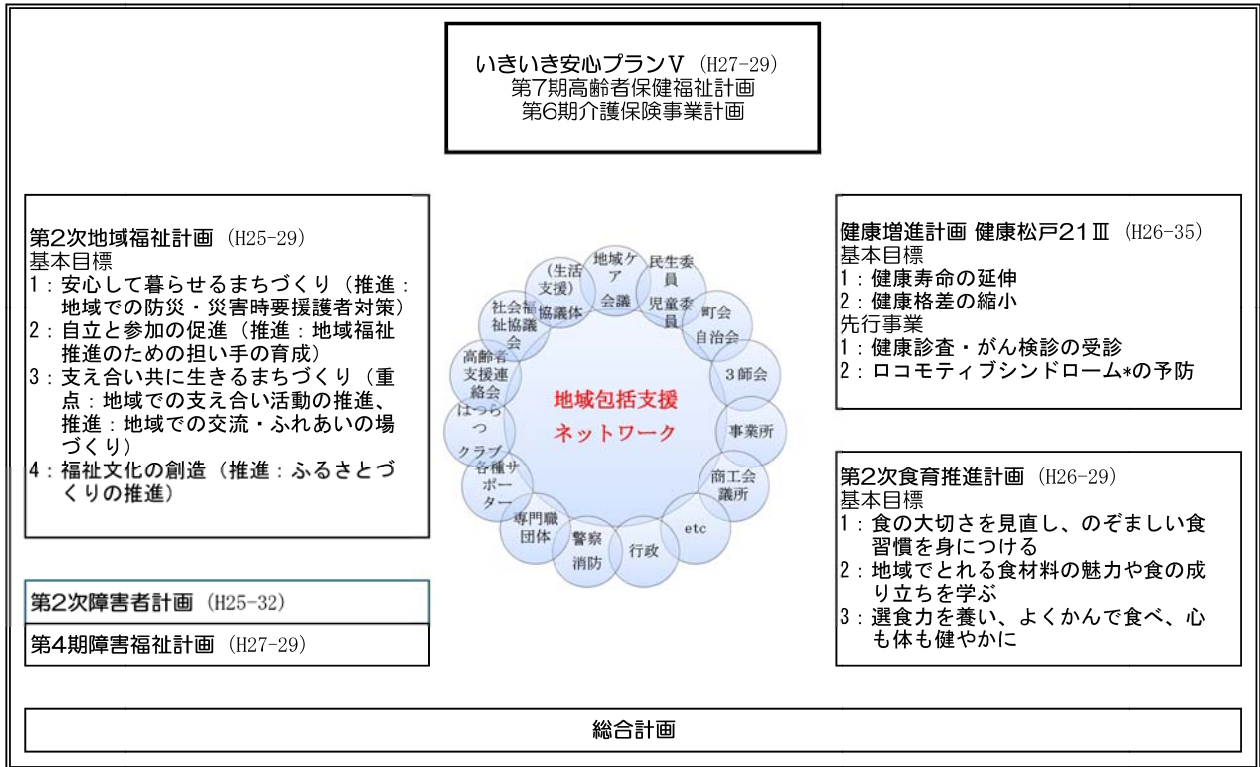 いきいき安心プランⅤ (H27-29)
第7期高齢者保健福祉計画
第6期介護保険事業計画
第2次地域福祉計画 (H25-29)
基本目標
1：安心して暮らせるまちづくり（推進：
地域での防災・災害時要援護者対策）
2：自立と参加の促進（推進：地域福祉
推進のための担い手の育成）
3：支え合い共に生きるまちづくり（重
点：地域での支え合い活動の推進、
推進：地域での交流・ふれあいの場
づくり）
4：福祉文化の創造（推進：ふるさとづ
くりの推進）
第2次障害者計画 (H25-32)
第4期障害福祉計画 (H27-29)
地域包括支援
ネットワーク
地域ケ
ア
会議
民生委
員
児童委
員
町会
自治会
３師会
事業所
商工会
議所
etc
行政
警察
消防
専門職
団体
各種サ
ポー
ター
はつら
つ
クラブ
高齢者
支援連
絡会
社会福
祉協議
会
（生活
支援）
協議体
健康増進計画 健康松戸21Ⅲ (H26-35)
基本目標
1：健康寿命の延伸
2：健康格差の縮小
先行事業
1：健康診査・がん検診の受診
2：ロコモティブシンドローム*の予防
第2次食育推進計画 (H26-29)
基本目標
1：食の大切さを見直し、のぞましい食
習慣を身につける
2：地域でとれる食材料の魅力や食の成
り立ちを学ぶ
3：選食力を養い、よくかんで食べ、心
も体も健やかに
総合計画